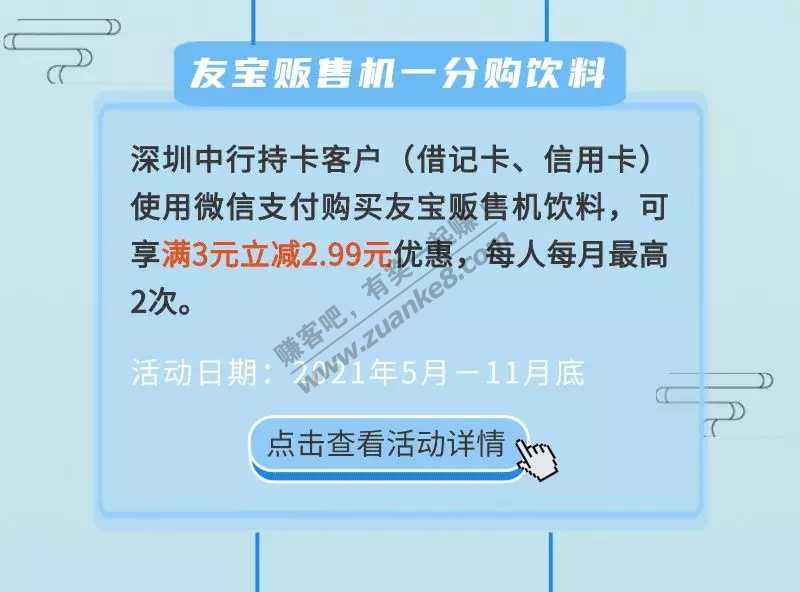 友宝贩售机一分购饮料
深圳中行持卡客户（借记卡、信用卡）
使用微信支付购买友宝贩售机饮料，可
享满3元立减2.99元优惠，每人每月最高
2次。
赚客吧，有奖一起赚！
www.zuanke8.com
活动日期：2021年5月－11月底
点击查看活动详情